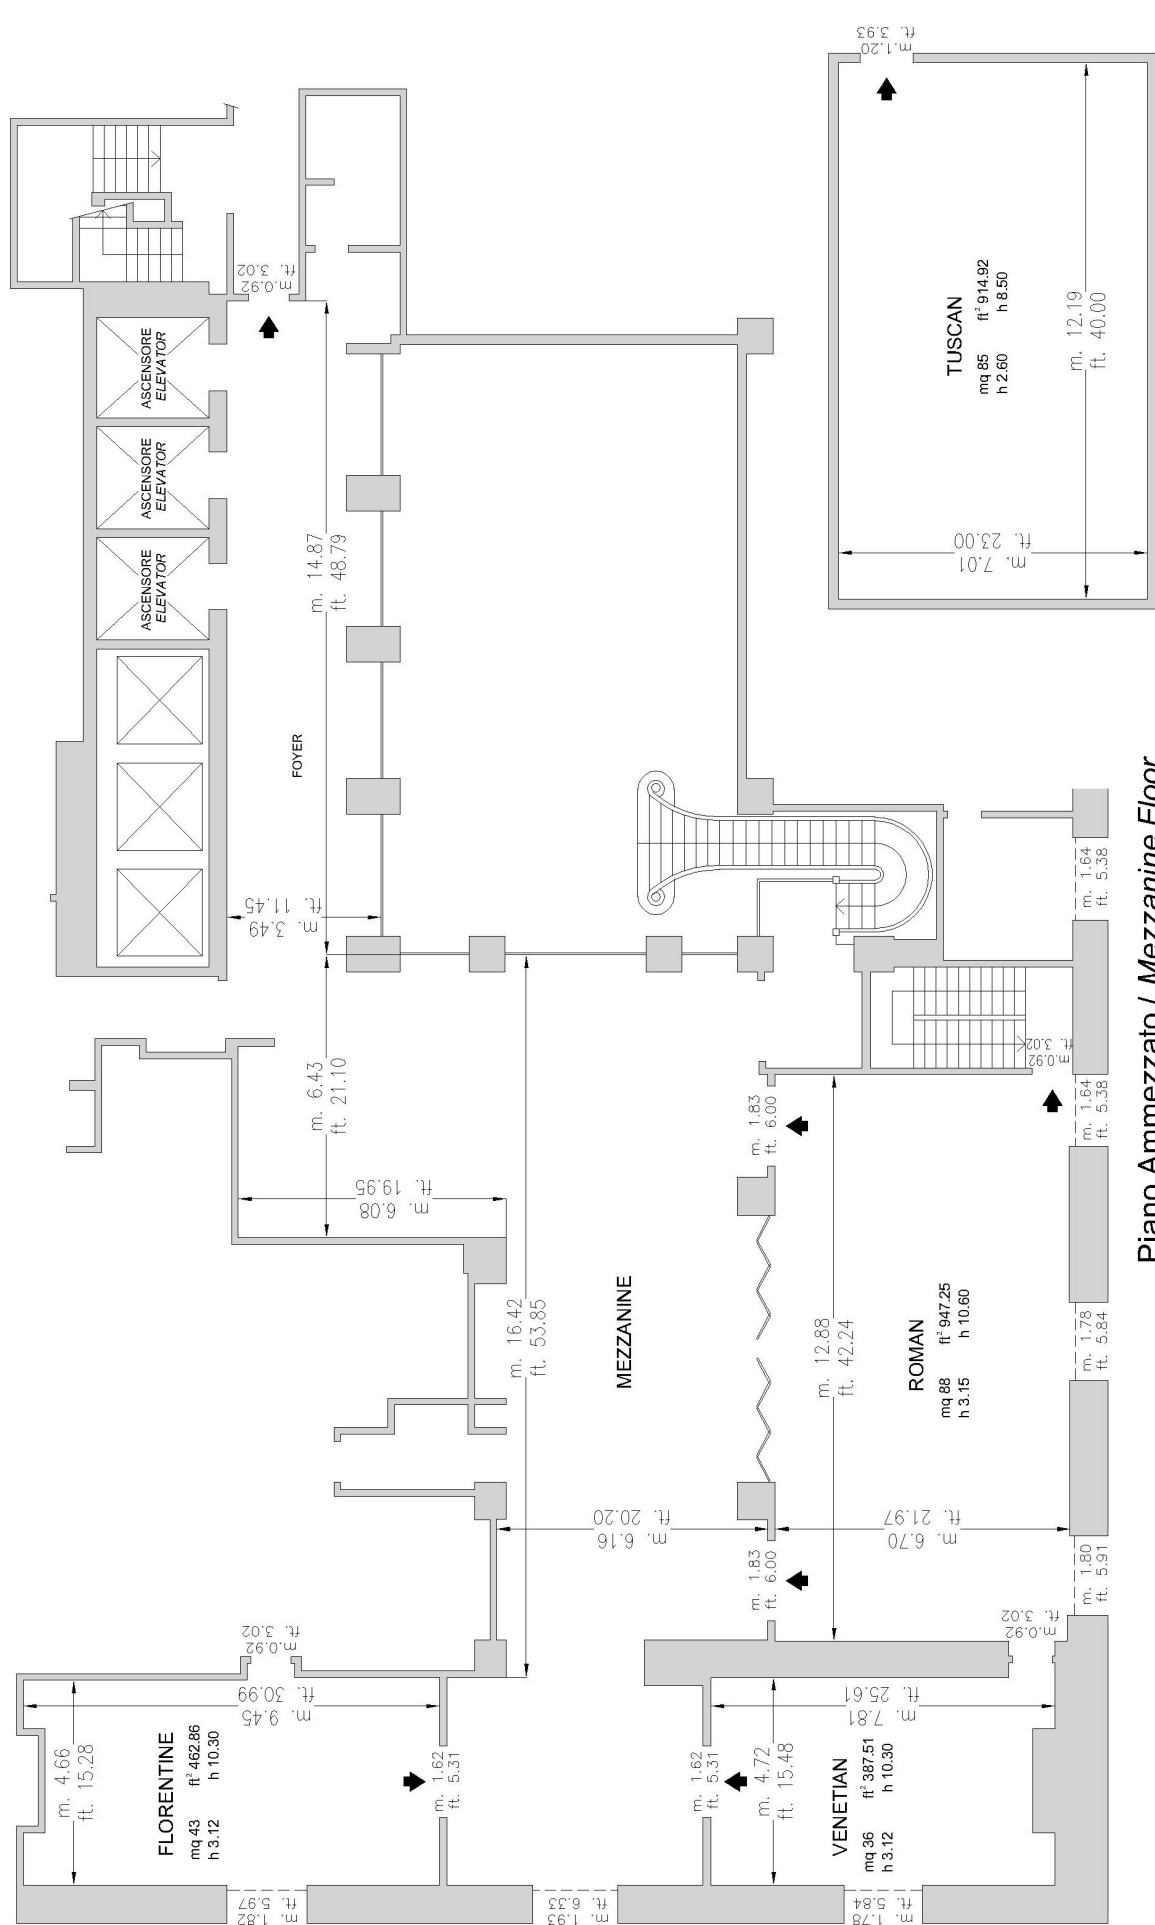 m.1.20
ft. 3.93
TUSCAN
mq 85 ft² 914.92
h 2.60 h 8.50
m. 12.19
ft. 40.00
m. 7.01
ft. 23.00
m.0.92
ft. 3.02
ASCENSORE
ELEVATOR
ASCENSORE
ELEVATOR
ASCENSORE
ELEVATOR
m. 14.87
ft. 48.79
FOYER
m. 3.49
ft. 11.45
m. 6.43
ft. 21.10
m. 6.08
ft. 19.95
m. 16.42
ft. 53.85
MEZZANINE
m. 6.16
ft. 20.20
m. 1.83
ft. 6.00
m. 1.83
ft. 6.00
m. 12.88
ft. 42.24
ROMAN
mq 88 ft² 947.25
h 3.15 h 10.60
m. 6.70
ft. 21.97
m.0.92
ft. 3.02
m. 1.64
ft. 5.38
m. 1.64
ft. 5.38
m. 1.78
ft. 5.84
m. 1.80
ft. 5.91
m.0.92
ft. 3.02
m.0.92
ft. 3.02
m. 9.45
ft. 30.99
m. 4.66
ft. 15.28
FLORENTINE
mq 43 ft² 462.86
h 3.12 h 10.30
m. 1.62
ft. 5.31
m. 1.62
ft. 5.31
m. 4.72
ft. 15.48
m. 7.81
ft. 25.61
VENETIAN
mq 36 ft² 387.51
h 3.12 h 10.30
m. 1.82
ft. 5.97
m. 1.93
ft. 6.33
m. 1.78
ft. 5.84
Piano Ammezzato / Mezzanine Floor